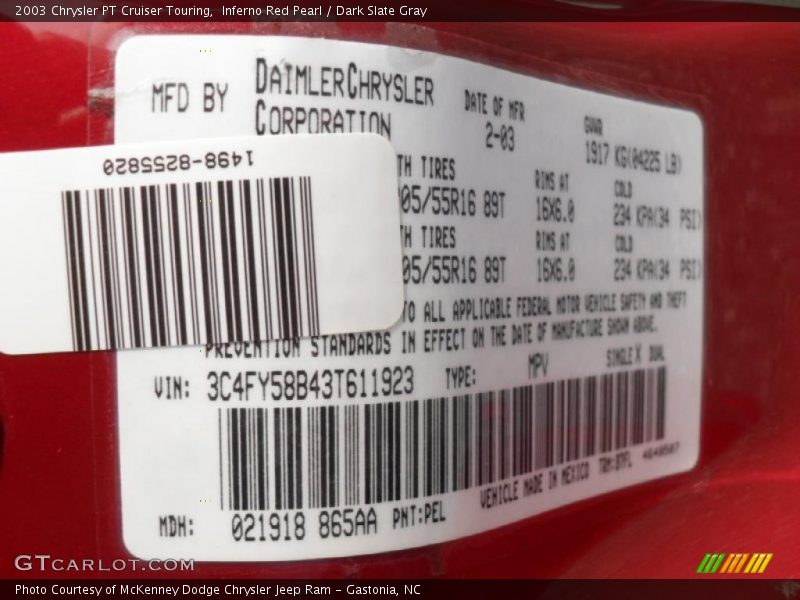 2003 Chrysler PT Cruiser Touring,  Inferno Red Pearl / Dark Slate Gray
MFD BY DAIMLERCHRYSLER CORPORATION
DATE OF MFR
2-03
GVWR
1917 KG(04225 LB)
1498-8255820
TH TIRES
05/55R16 89T
RIMS AT
16X6.0
COLD
234 KPA(34 PSI)
TH TIRES
05/55R16 89T
RIMS AT
16X6.0
COLD
234 KPA(34 PSI)
TO ALL APPLICABLE FEDERAL MOTOR VEHICLE SAFETY AND THEFT
PREVENTION STANDARDS IN EFFECT ON THE DATE OF MANUFACTURE SHOWN ABOVE.
VIN: 3C4FY58B43T611923 TYPE: MPV SINGLE X DUAL
VEHICLE MADE IN MEXICO TRM:D7FL
MDH: 021918 865AA PNT:PEL
GTCARLOT.COM
Photo Courtesy of McKenney Dodge Chrysler Jeep Ram - Gastonia, NC